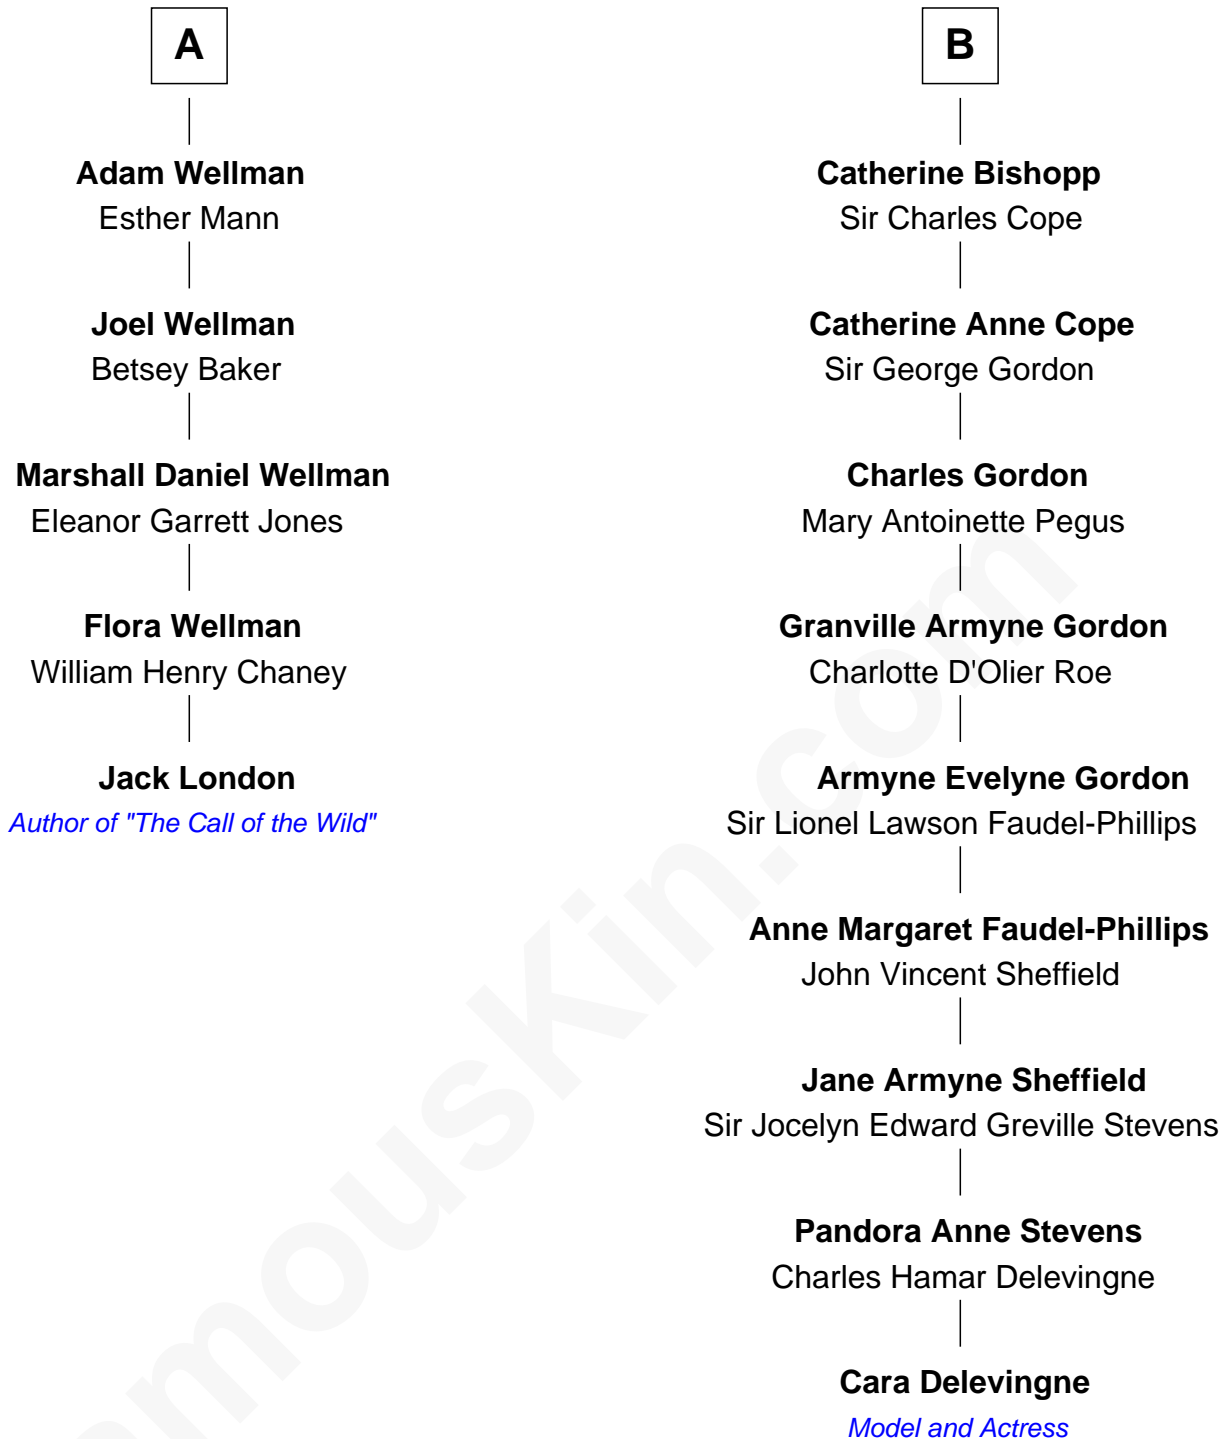 A
Adam Wellman
Esther Mann
Joel Wellman
Betsey Baker
Marshall Daniel Wellman
Eleanor Garrett Jones
Flora Wellman
William Henry Chaney
Jack London
Author of "The Call of the Wild"
B
Catherine Bishopp
Sir Charles Cope
Catherine Anne Cope
Sir George Gordon
Charles Gordon
Mary Antoinette Pegus
Granville Armyne Gordon
Charlotte D'Olier Roe
Armyne Evelyne Gordon
Sir Lionel Lawson Faudel-Phillips
Anne Margaret Faudel-Phillips
John Vincent Sheffield
Jane Armyne Sheffield
Sir Jocelyn Edward Greville Stevens
Pandora Anne Stevens
Charles Hamar Delevingne
Cara Delevingne
Model and Actress
mouskin.com